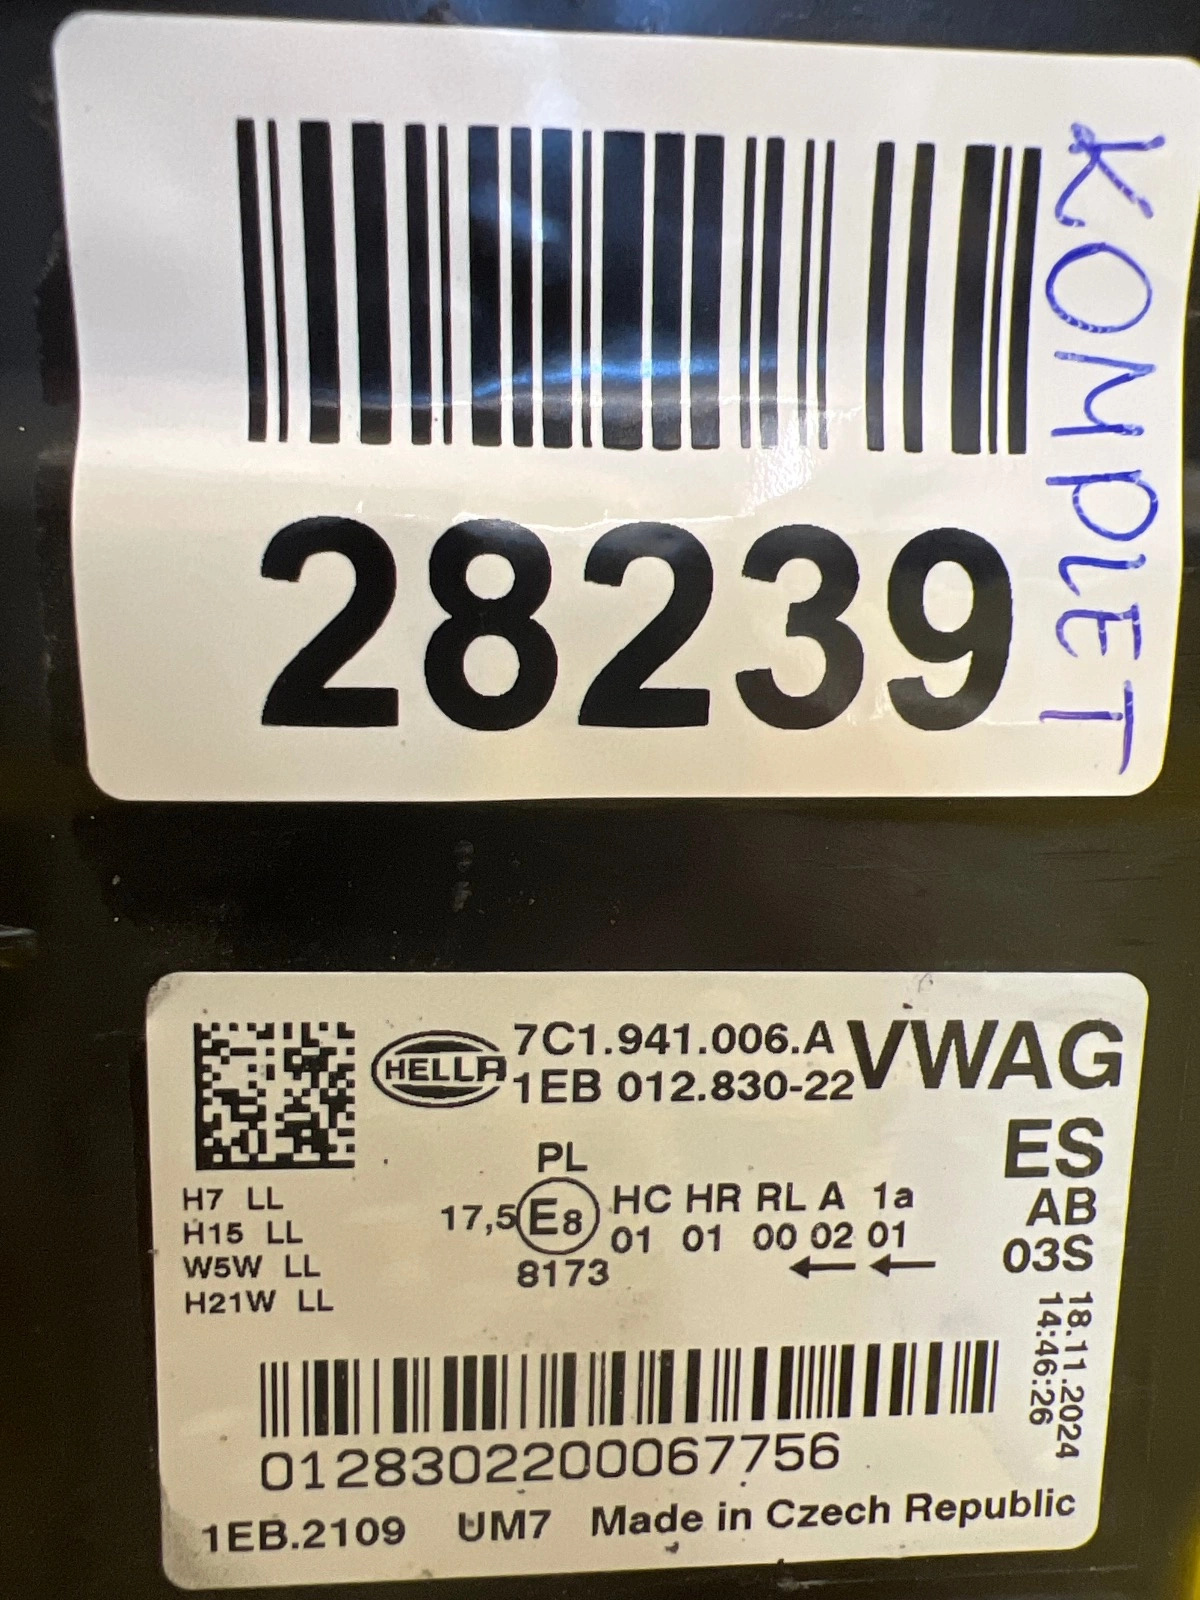 28239
KOMPLET
HELLA
7C1.941.006.A
1EB 012.830-22
VWAG
ES
AB
03S
18.11.2024
14:46:26
H7 LL
H15 LL
W5W LL
H21W LL
PL
17,5 E8 HC HR RL A 1a
01 01 00 02 01
8173
0128302200067756
1EB.2109 UM7 Made in Czech Republic